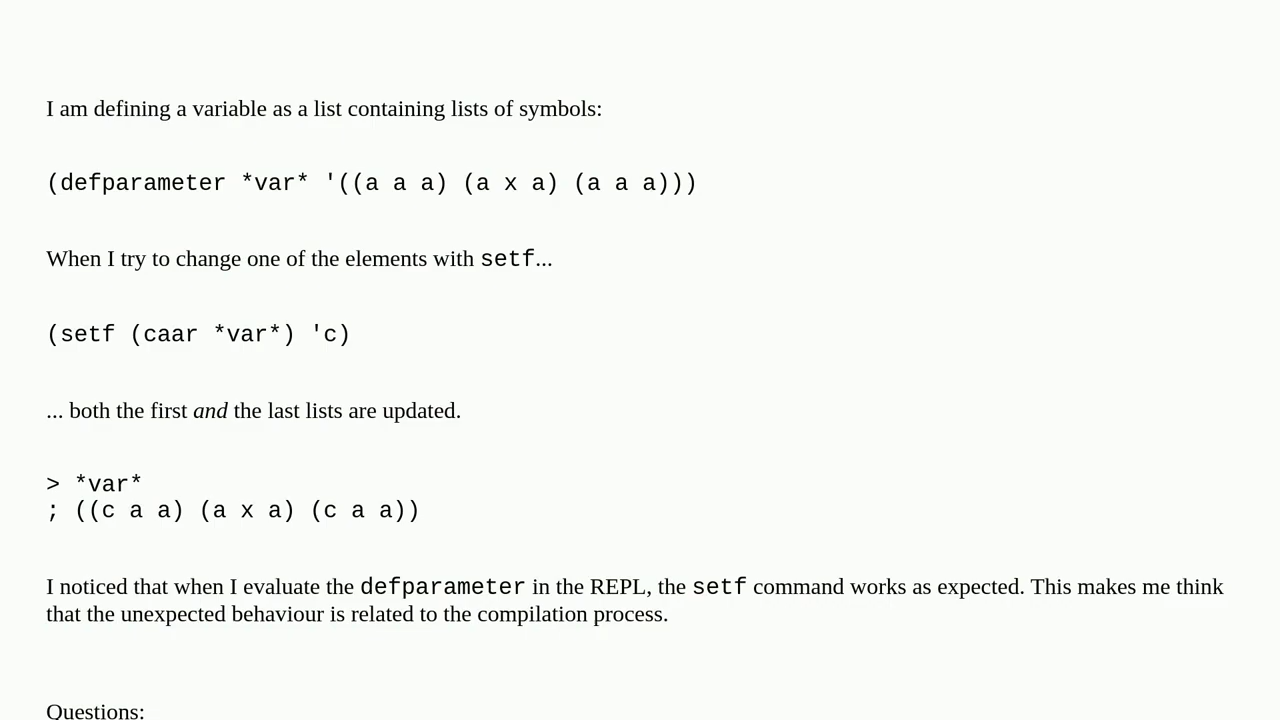 I am defining a variable as a list containing lists of symbols:
(defparameter *var* '((a a a) (a x a) (a a a)))
When I try to change one of the elements with setf...
(setf (caar *var*) 'c)
... both the first and the last lists are updated.
> *var*
; ((c a a) (a x a) (c a a))
I noticed that when I evaluate the defparameter in the REPL, the setf command works as expected. This makes me think
that the unexpected behaviour is related to the compilation process.
Questions: